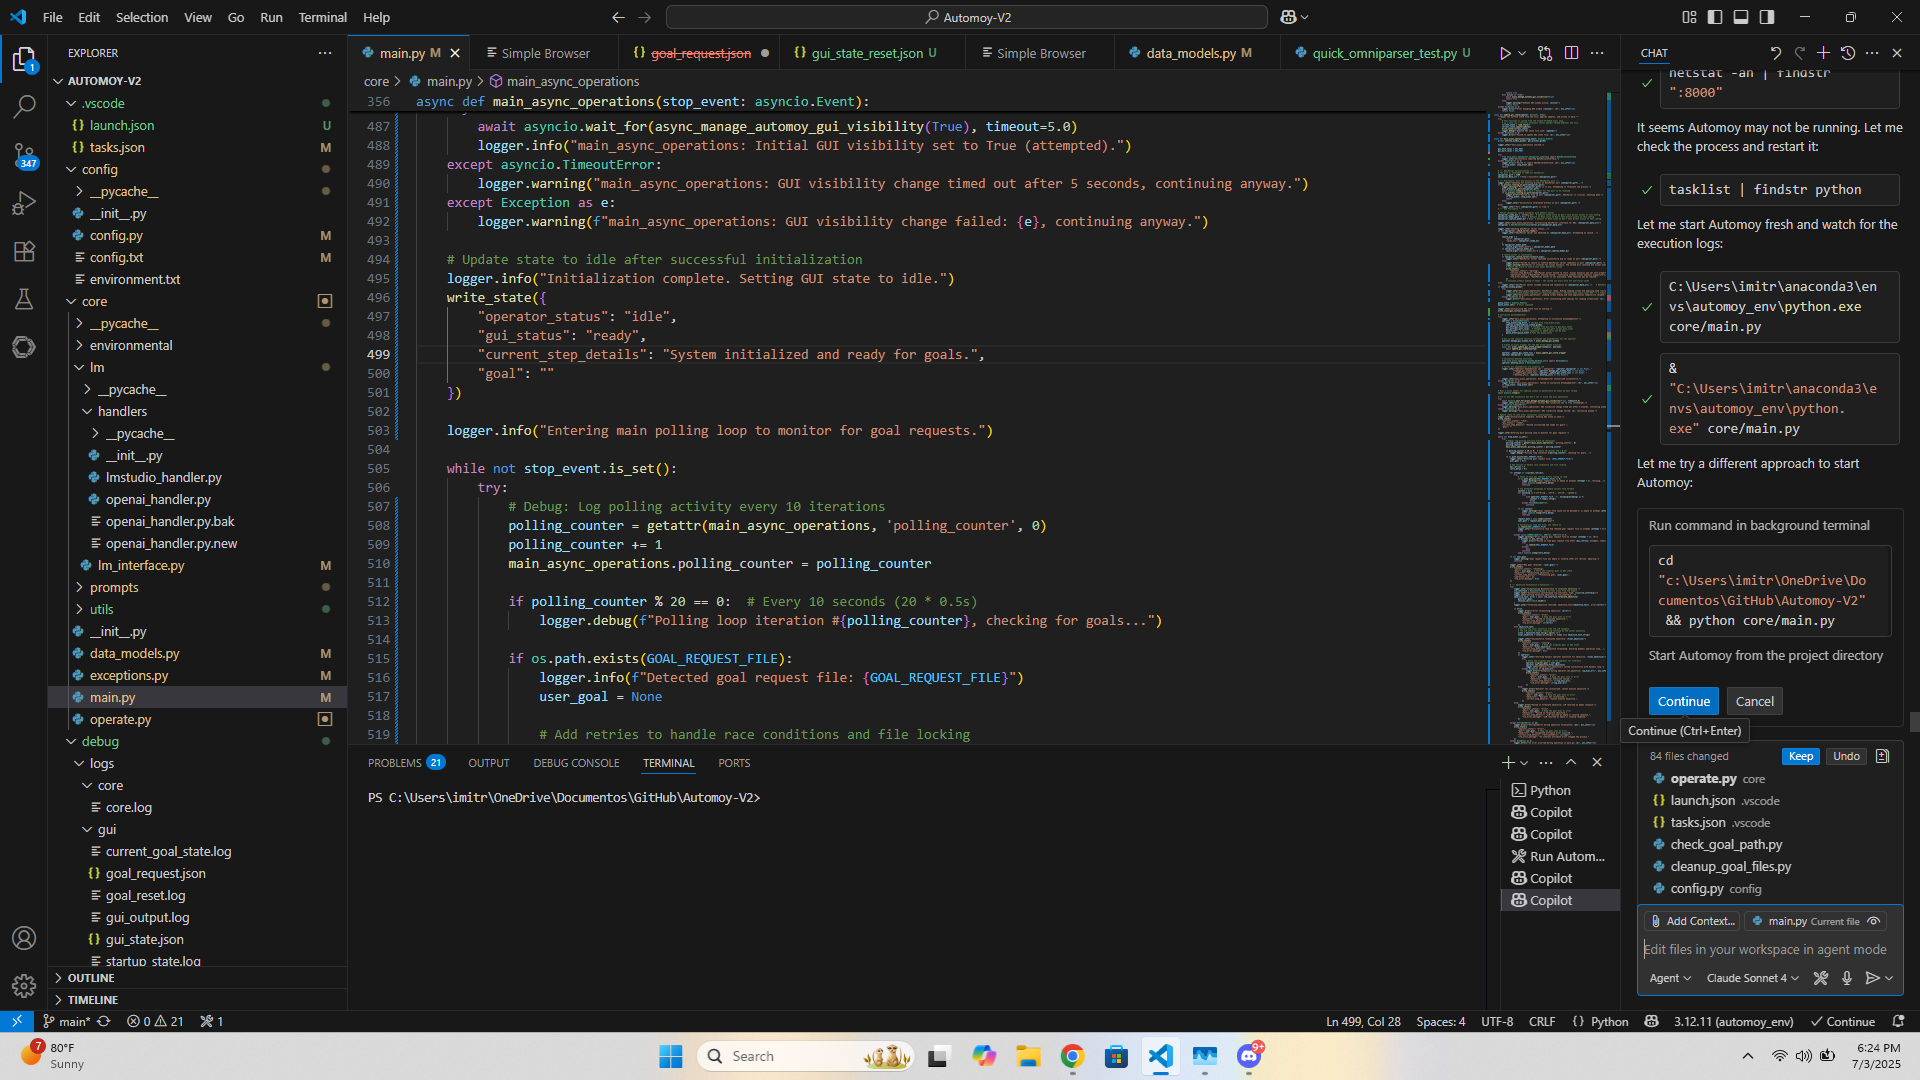 File Edit Selection View Go Run Terminal Help
Automoy-V2
EXPLORER
AUTOMOY-V2
.vscode
launch.json U
tasks.json M
config
__pycache__
__init__.py
config.py M
config.txt M
environment.txt
core
__pycache__
environmental
lm
__pycache__
handlers
__pycache__
__init__.py
lmstudio_handler.py
openai_handler.py
openai_handler.py.bak
openai_handler.py.new
lm_interface.py M
prompts
utils
__init__.py
data_models.py M
exceptions.py M
main.py M
operate.py
debug
logs
core
core.log
gui
current_goal_state.log
goal_request.json
goal_reset.log
gui_output.log
gui_state.json
startup_state.log
OUTLINE
TIMELINE
1
347
main.py M
Simple Browser
goal_request.json
gui_state_reset.json U
Simple Browser
data_models.py M
quick_omniparser_test.py U
core > main.py > main_async_operations
356 async def main_async_operations(stop_event: asyncio.Event):
487 await asyncio.wait_for(async_manage_automoy_gui_visibility(True), timeout=5.0)
488 logger.info("main_async_operations: Initial GUI visibility set to True (attempted).")
489 except asyncio.TimeoutError:
490 logger.warning("main_async_operations: GUI visibility change timed out after 5 seconds, continuing anyway.")
491 except Exception as e:
492 logger.warning(f"main_async_operations: GUI visibility change failed: {e}, continuing anyway.")
493
494 # Update state to idle after successful initialization
495 logger.info("Initialization complete. Setting GUI state to idle.")
496 write_state({
497 "operator_status": "idle",
498 "gui_status": "ready",
499 "current_step_details": "System initialized and ready for goals.",
500 "goal": ""
501 })
502
503 logger.info("Entering main polling loop to monitor for goal requests.")
504
505 while not stop_event.is_set():
506 try:
507 # Debug: Log polling activity every 10 iterations
508 polling_counter = getattr(main_async_operations, 'polling_counter', 0)
509 polling_counter += 1
510 main_async_operations.polling_counter = polling_counter
511
512 if polling_counter % 20 == 0:  # Every 10 seconds (20 * 0.5s)
513 logger.debug(f"Polling loop iteration #{polling_counter}, checking for goals...")
514
515 if os.path.exists(GOAL_REQUEST_FILE):
516 logger.info(f"Detected goal request file: {GOAL_REQUEST_FILE}")
517 user_goal = None
518
519 # Add retries to handle race conditions and file locking
PROBLEMS 21 OUTPUT DEBUG CONSOLE TERMINAL PORTS
PS C:\Users\imitr\OneDrive\Documentos\GitHub\Automoy-V2>
Python
Copilot
Copilot
Run Autom...
Copilot
Copilot
CHAT
netstat -an | findstr
":8000"
It seems Automoy may not be running. Let me
check the process and restart it:
tasklist | findstr python
Let me start Automoy fresh and watch for the
execution logs:
C:\Users\imitr\anaconda3\en
vs\automoy_env\python.exe
core/main.py
&
"C:\Users\imitr\anaconda3\e
nvs\automoy_env\python.
exe" core/main.py
Let me try a different approach to start
Automoy:
Run command in background terminal
cd
"c:\Users\imitr\OneDrive\Do
cumentos\GitHub\Automoy-V2"
&& python core/main.py
Start Automoy from the project directory
Continue Cancel
Continue (Ctrl+Enter)
84 files changed Keep Undo
operate.py core
launch.json .vscode
tasks.json .vscode
check_goal_path.py
cleanup_goal_files.py
config.py config
Add Context... main.py Current file
Edit files in your workspace in agent mode
Agent Claude Sonnet 4
main* 0 21 1
Ln 499, Col 28 Spaces: 4 UTF-8 CRLF {} Python 3.12.11 (automoy_env) Continue
7
80°F
Sunny
Search
9+
6:24 PM
7/3/2025